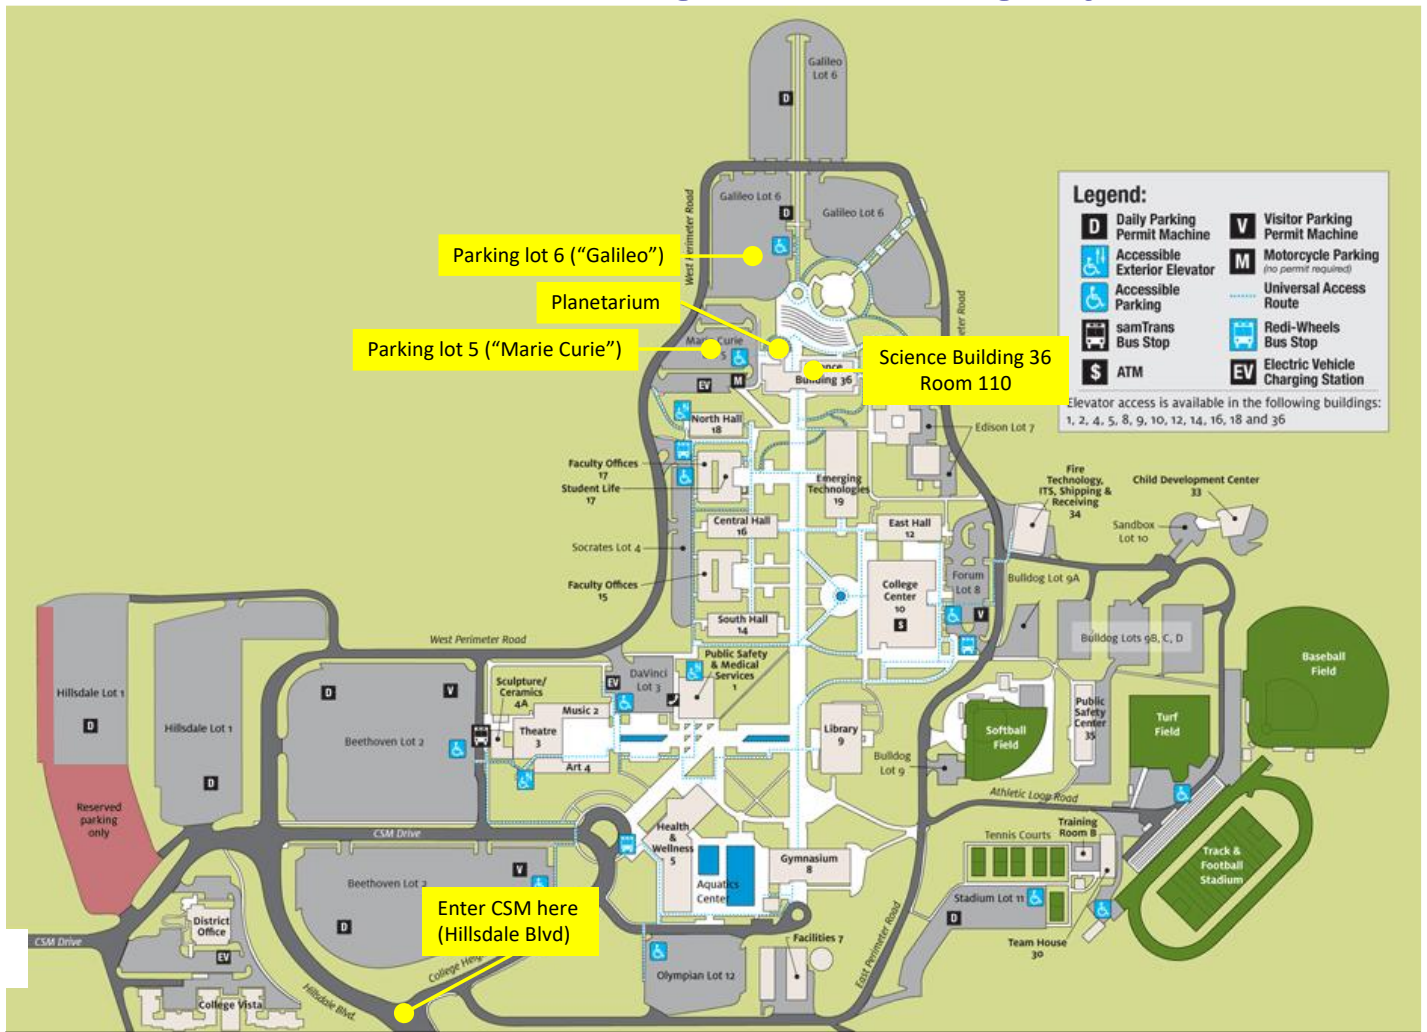 Galileo
Lot 6
D
Galileo Lot 6
D
Galileo Lot 6
West Perimeter Road
Parking lot 6 (“Galileo”)
Planetarium
Parking lot 5 (“Marie Curie”)
Marie Curie
5
EV
M
Science Building 36
Room 110
Building 36
Legend:
D Daily Parking
Permit Machine
V Visitor Parking
Permit Machine
Accessible
Exterior Elevator
M Motorcycle Parking
(no permit required)
Accessible
Parking
Universal Access
Route
samTrans
Bus Stop
Redi-Wheels
Bus Stop
$ ATM
EV Electric Vehicle
Charging Station
Elevator access is available in the following buildings:
1, 2, 4, 5, 8, 9, 10, 12, 14, 16, 18 and 36
North Hall
18
Edison Lot 7
Faculty Offices
17
Student Life
17
Emerging
Technologies
19
Fire
Technology,
ITS, Shipping &
Receiving
34
Child Development Center
33
Sandbox
Lot 10
Central Hall
16
East Hall
12
Socrates Lot 4
Faculty Offices
15
College
Center
10
$
Forum
Lot 8
V
Bulldog Lot 9A
South Hall
14
Bulldog Lots 9B, C, D
West Perimeter Road
Public Safety
& Medical
Services
1
DaVinci
Lot 3
EV
Sculpture/
Ceramics
4A
Music 2
Theatre
3
Art 4
Hillsdale Lot 1
D
Hillsdale Lot 1
D
D
V
Beethoven Lot 2
Library
9
Bulldog
Lot 9
Softball
Field
Public
Safety
Center
35
Turf
Field
Baseball
Field
Athletic Loop Road
Reserved
parking
only
CSM Drive
Health
&
Wellness
5
Aquatics
Center
Gymnasium
8
Tennis Courts
Training
Room B
Track &
Football
Stadium
Beethoven Lot 2
V
D
Enter CSM here
(Hillsdale Blvd)
Stadium Lot 11
D
Team House
30
District
Office
EV
CSM Drive
College Vista
Hillsdale Blvd.
Facilities 7
Olympian Lot 12
East Perimeter Road